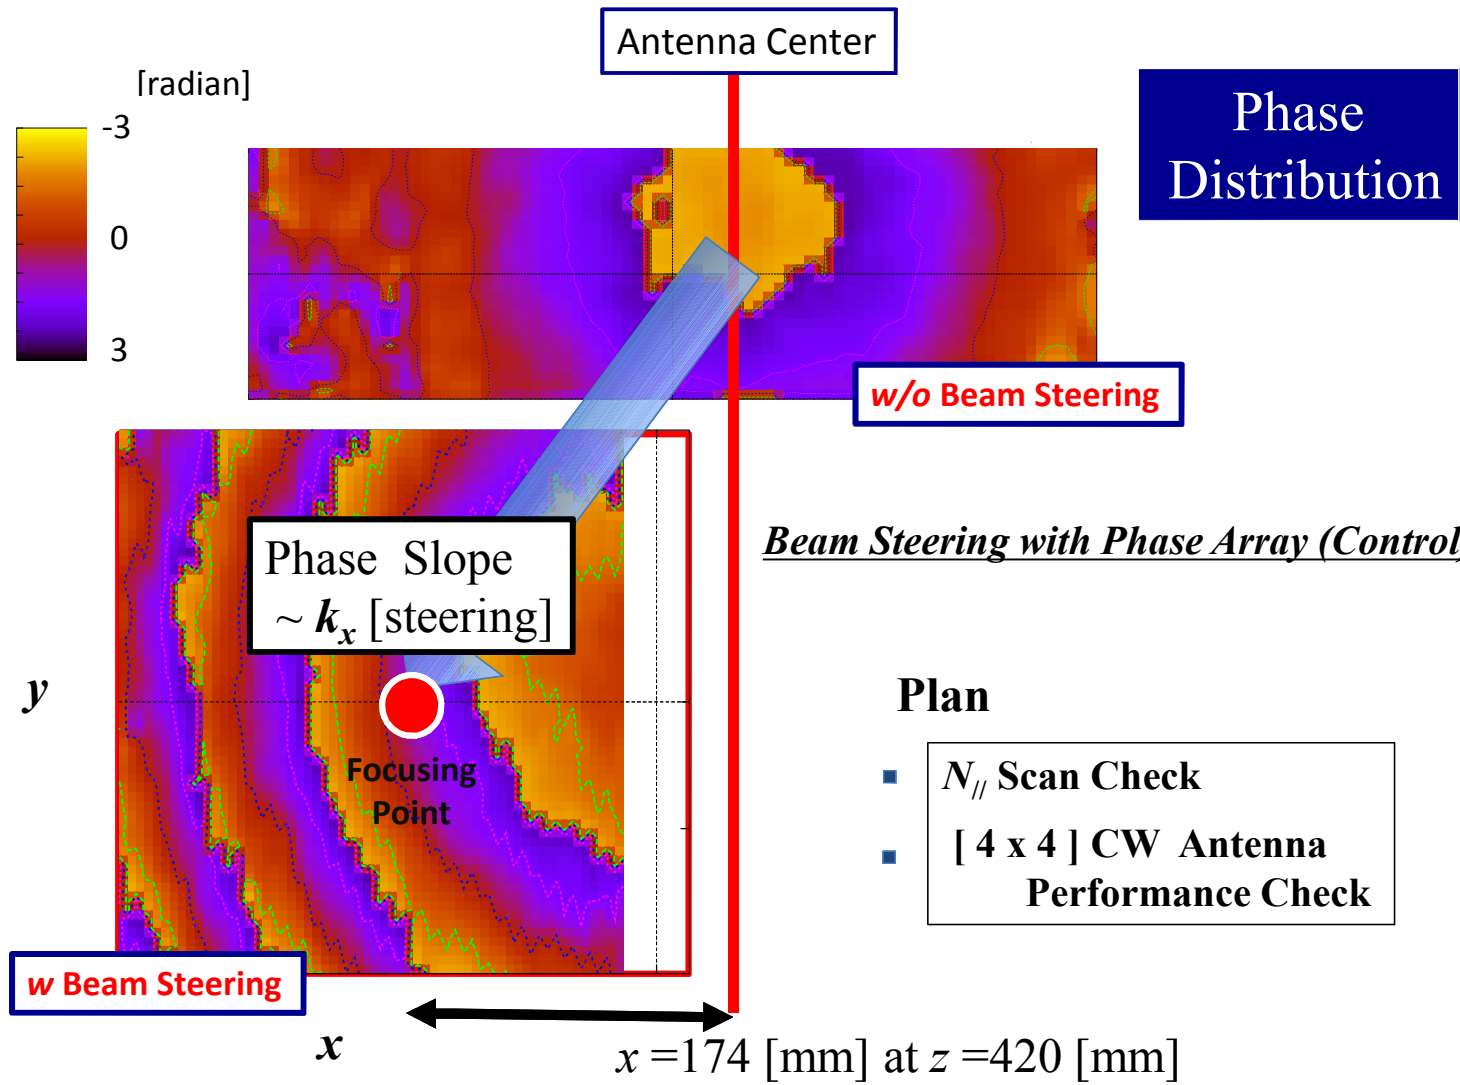 Antenna Center
[radian]
-3
0
3
Phase
Distribution
w/o Beam Steering
Phase Slope
~ kx [steering]
Beam Steering with Phase Array (Control)
y
Focusing
Point
Plan
N// Scan Check
[ 4 x 4 ] CW Antenna
Performance Check
w Beam Steering
x
x =174 [mm] at z =420 [mm]